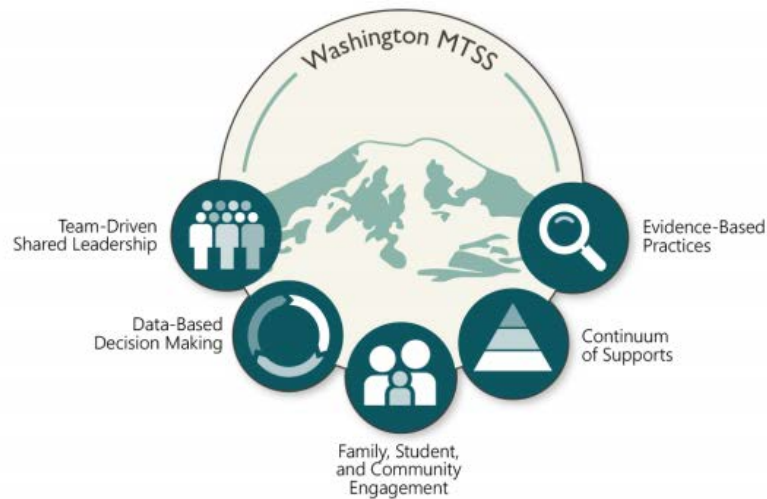 Washington MTSS
Team-Driven
Shared Leadership
Evidence-Based
Practices
Data-Based
Decision Making
Continuum
of Supports
Family, Student,
and Community
Engagement